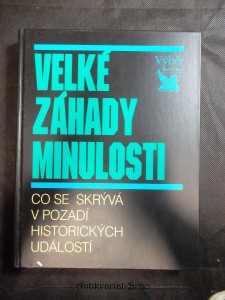 Výběr
VELKÉ
ZÁHADY
MINULOSTI
CO SE SKRÝVÁ
V POZADÍ
HISTORICKÝCH
UDÁLOSTÍ